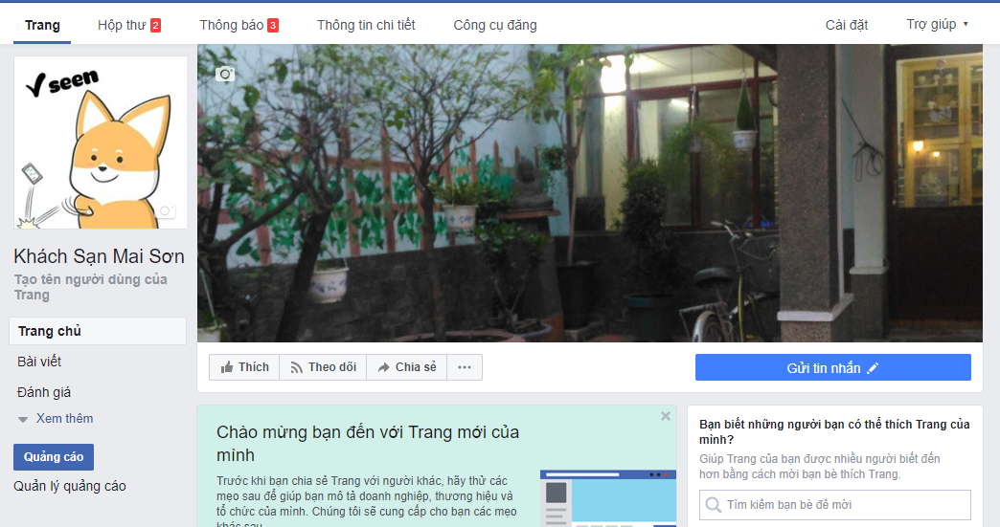 Trang
Hộp thư 2
Thông báo 3
Thông tin chi tiết
Công cụ đăng
Cài đặt
Trợ giúp
seen
Khách Sạn Mai Sơn
Tạo tên người dùng của
Trang
Trang chủ
Bài viết
Đánh giá
Xem thêm
Quảng cáo
Quản lý quảng cáo
Thích
Theo dõi
Chia sẻ
Gửi tin nhắn
Chào mừng bạn đến với Trang mới của
mình
Trước khi bạn chia sẻ Trang với người khác, hãy thử các
mẹo sau để giúp bạn mô tả doanh nghiệp, thương hiệu và
tổ chức của mình. Chúng tôi sẽ cung cấp cho bạn các mẹo
khác sau
Bạn biết những người bạn có thể thích Trang của
mình?
Giúp Trang của bạn được nhiều người biết đến
hơn bằng cách mời bạn bè thích Trang.
Tìm kiếm bạn bè để mời